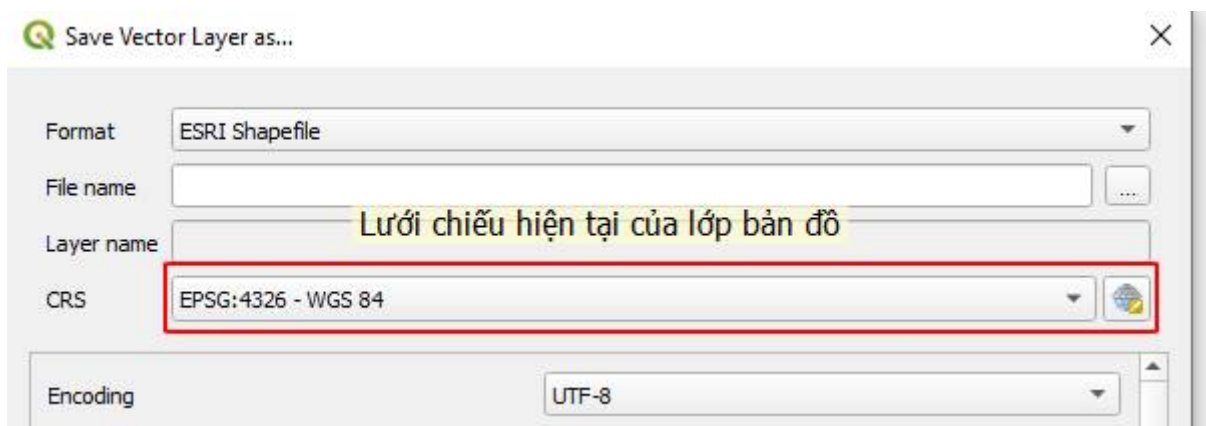 Save Vector Layer as...
Format ESRI Shapefile
File name ...
Lưới chiếu hiện tại của lớp bản đồ
Layer name
CRS EPSG:4326 - WGS 84
Encoding UTF-8